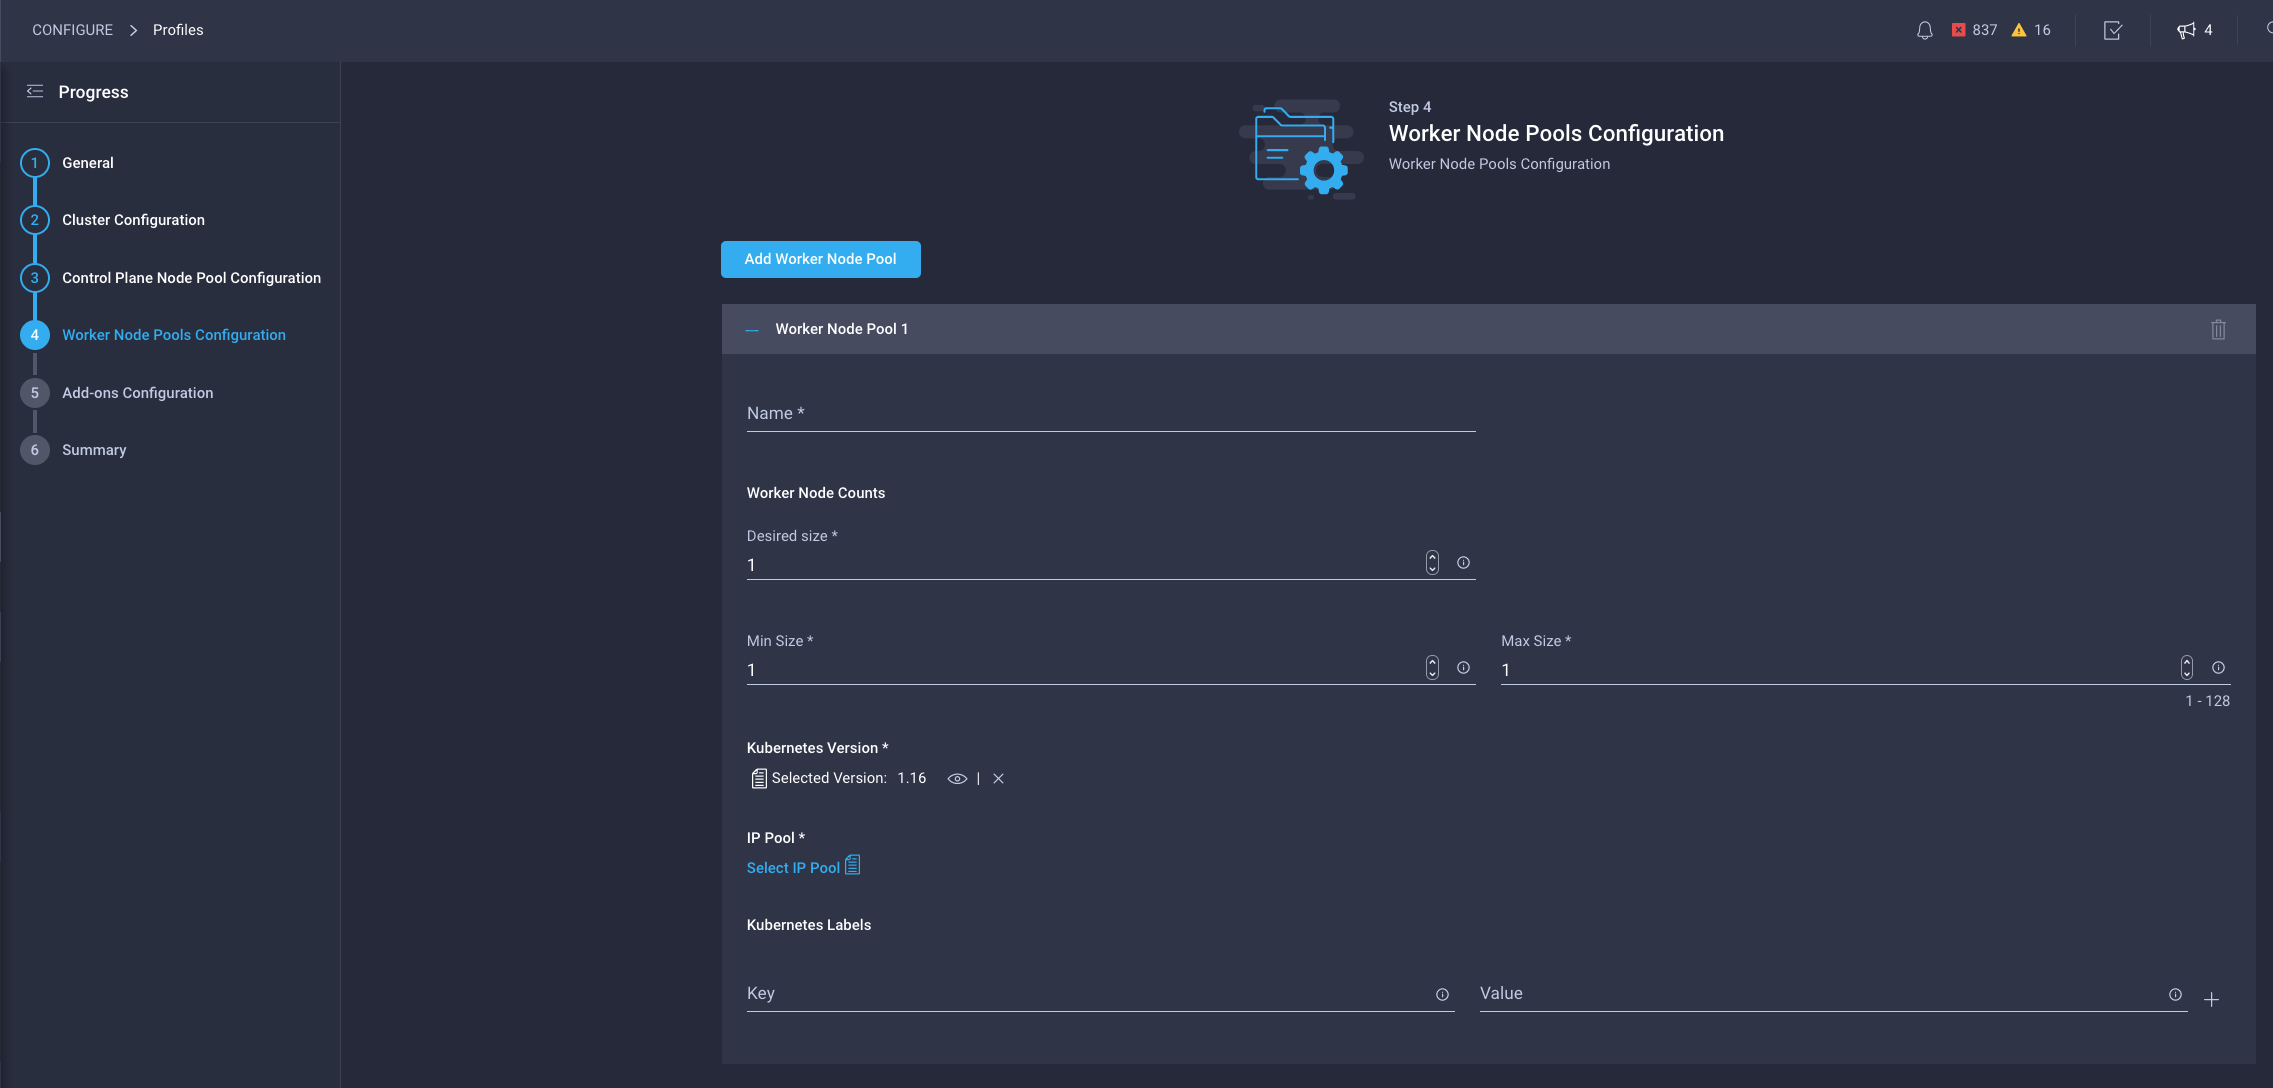 CONFIGURE > Profiles
837 16 4
Progress
1 General
2 Cluster Configuration
3 Control Plane Node Pool Configuration
4 Worker Node Pools Configuration
5 Add-ons Configuration
6 Summary
Step 4
Worker Node Pools Configuration
Worker Node Pools Configuration
Add Worker Node Pool
Worker Node Pool 1
Name *
Worker Node Counts
Desired size *
1
Min Size * Max Size *
1 1
1 - 128
Kubernetes Version *
Selected Version: 1.16 |
IP Pool *
Select IP Pool
Kubernetes Labels
Key Value